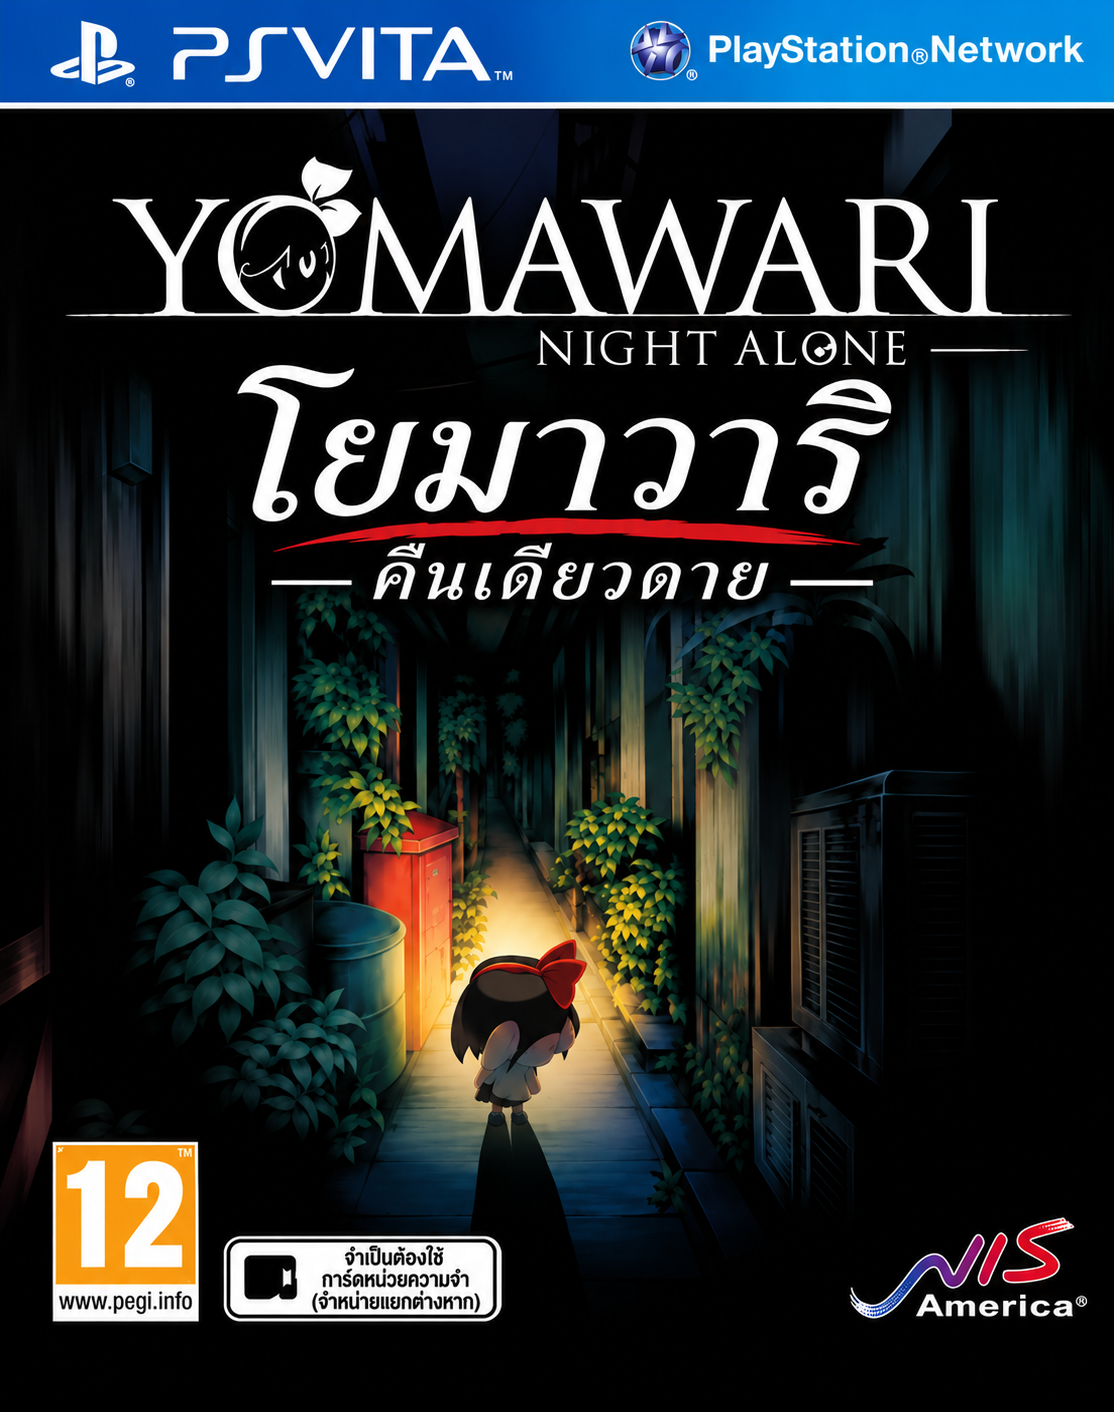 PSVITA™
PlayStation®Network
YOMAWARI
NIGHT ALONE
โยมาวาริ
คืนเดียวดาย
12™
www.pegi.info
จำเป็นต้องใช้
การ์ดหน่วยความจำ
(จำหน่ายแยกต่างหาก)
NIS
America®